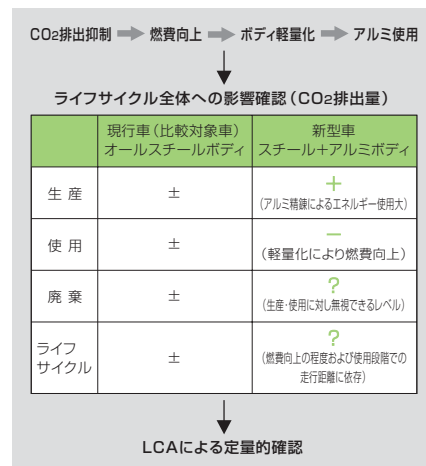 CO2排出抑制 ➡ 燃費向上 ➡ ボディ軽量化 ➡ アルミ使用
ライフサイクル全体への影響確認（CO2排出量）
現行車（比較対象車）
オールスチールボディ
新型車
スチール＋アルミボディ
生 産
±
＋
（アルミ精錬によるエネルギー使用大）
使 用
±
－
（軽量化により燃費向上）
廃 棄
±
?
（生産・使用に対し無視できるレベル）
ライフ
サイクル
±
?
（燃費向上の程度および使用段階での
走行距離に依存）
LCAによる定量的確認